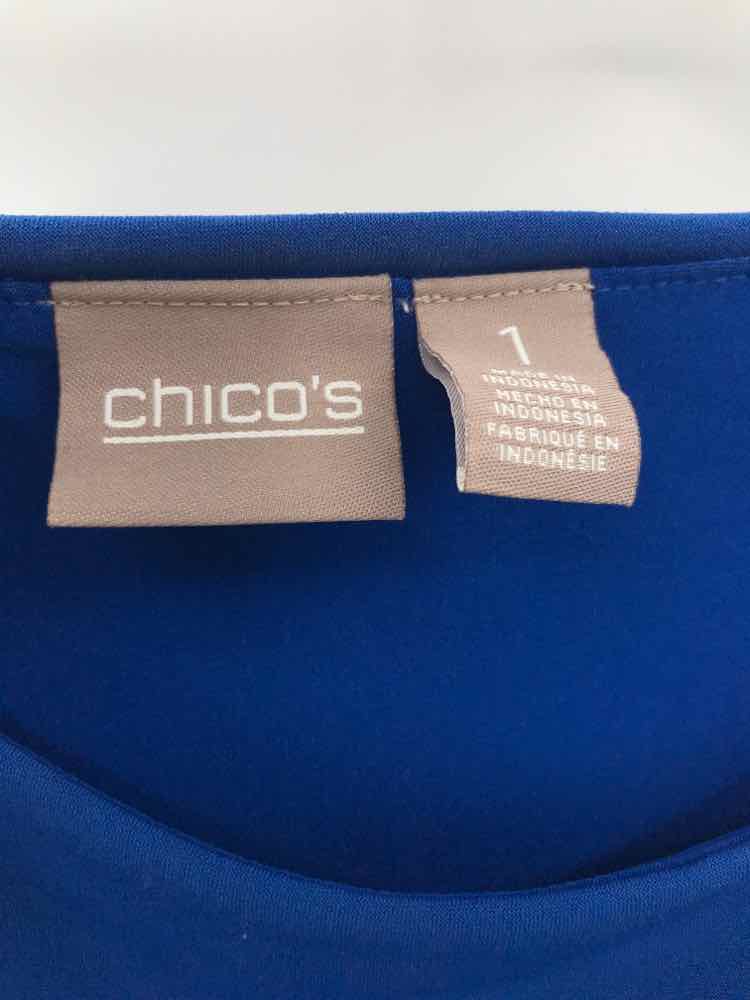 chico's
1
MADE IN
INDONESIA
HECHO EN
INDONESIA
FABRIQUÉ EN
INDONÉSIE